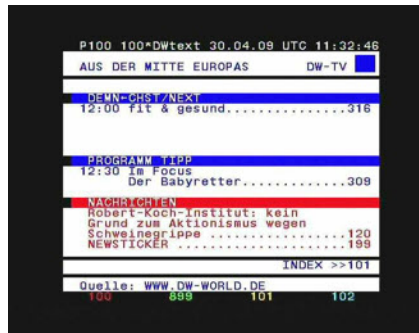 P100 100*DWtext 30.04.09 UTC 11:32:46
AUS DER MITTE EUROPAS DW-TV
DEMN←CHST/NEXT
12:00 fit & gesund...............316
PROGRAMM TIPP
12:30 Im Focus
Der Babyretter.............309
NACHRICHTEN
Robert-Koch-Institut: kein
Grund zum Aktionismus wegen
Schweinegrippe .................120
NEWSTICKER .....................199
INDEX >>101
Quelle: WWW.DW-WORLD.DE
100 899 101 102